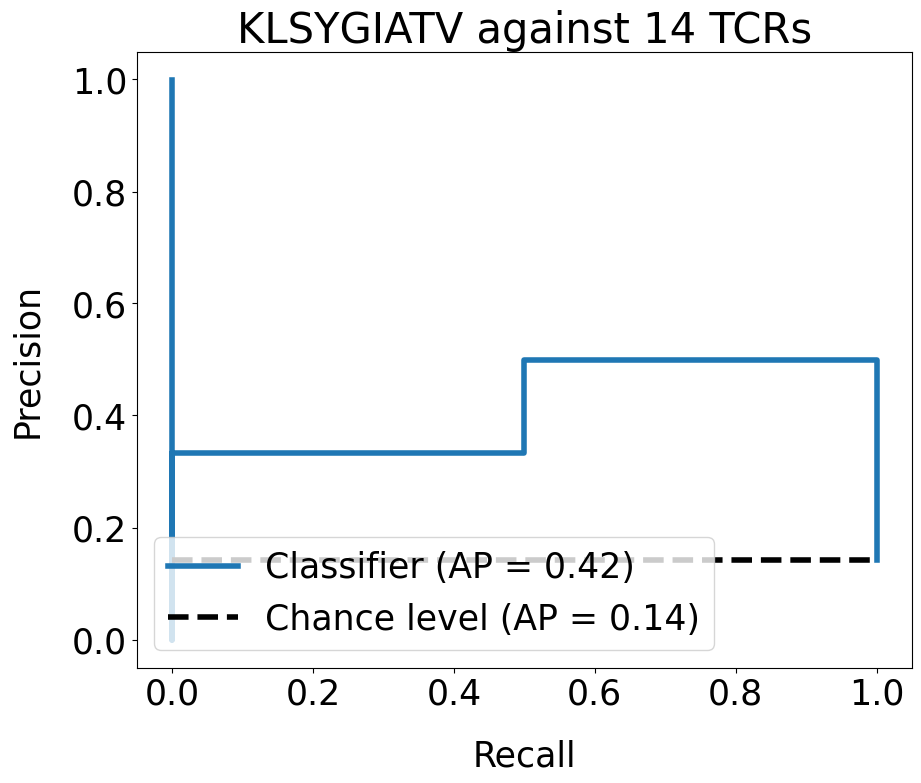 KLSYGIATV against 14 TCRs
1.0
0.8
0.6
0.4
0.2
0.0
Precision
Classifier (AP = 0.42)
Chance level (AP = 0.14)
0.0 0.2 0.4 0.6 0.8 1.0
Recall